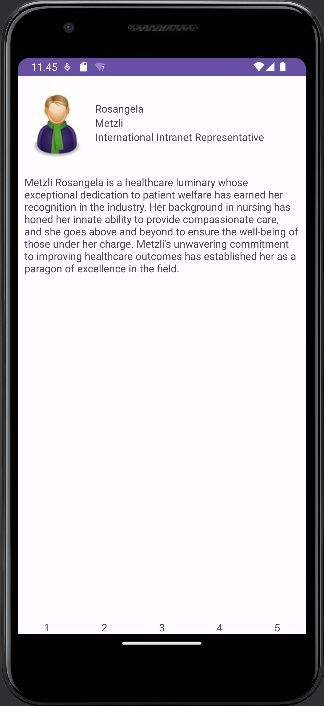 11.45
Rosangela
Metzli
International Intranet Representative
Metzli Rosangela is a healthcare luminary whose
exceptional dedication to patient welfare has earned her
recognition in the industry. Her background in nursing has
honed her innate ability to provide compassionate care,
and she goes above and beyond to ensure the well-being of
those under her charge. Metzli's unwavering commitment
to improving healthcare outcomes has established her as a
paragon of excellence in the field.
1 2 3 4 5